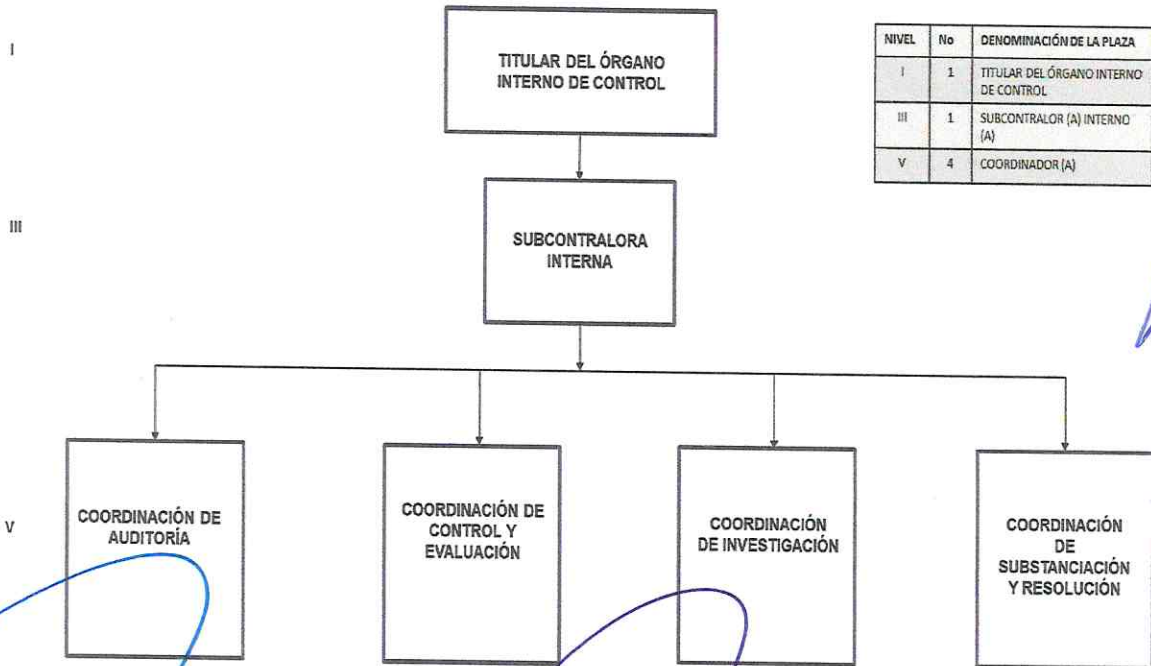 I
TITULAR DEL ÓRGANO
INTERNO DE CONTROL
NIVEL No DENOMINACIÓN DE LA PLAZA
I 1 TITULAR DEL ÓRGANO INTERNO
DE CONTROL
III 1 SUBCONTRALOR (A) INTERNO
(A)
V 4 COORDINADOR (A)
III
SUBCONTRALORA
INTERNA
V
COORDINACIÓN DE
AUDITORÍA
COORDINACIÓN DE
CONTROL Y
EVALUACIÓN
COORDINACIÓN
DE INVESTIGACIÓN
COORDINACIÓN
DE
SUBSTANCIACIÓN
Y RESOLUCIÓN